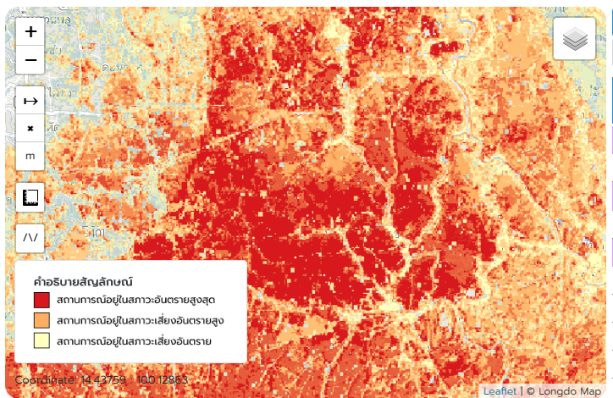 +
−
m
คำอธิบายสัญลักษณ์
สถานการณ์อยู่ในสภาวะอันตรายสูงสุด
สถานการณ์อยู่ในสภาวะเสี่ยงอันตรายสูง
สถานการณ์อยู่ในสภาวะเสี่ยงอันตราย
Coordinate: 14.43759 , 100.12863
Leaflet | © Longdo Map